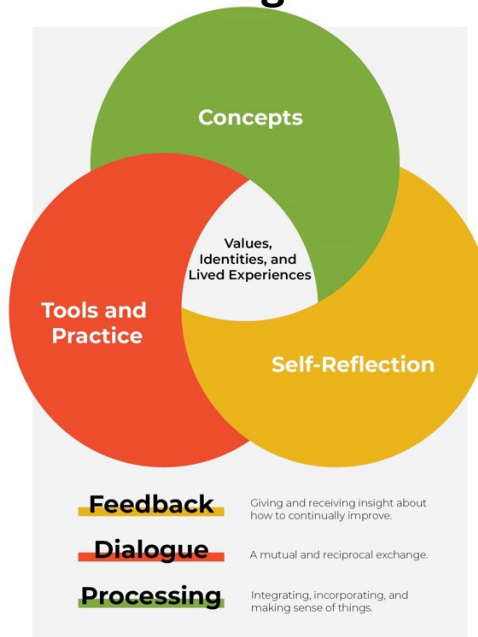 Concepts
Values,
Identities, and
Lived Experiences
Tools and
Practice
Self-Reflection
Feedback
Giving and receiving insight about
how to continually improve.
Dialogue
A mutual and reciprocal exchange.
Processing
Integrating, incorporating, and
making sense of things.